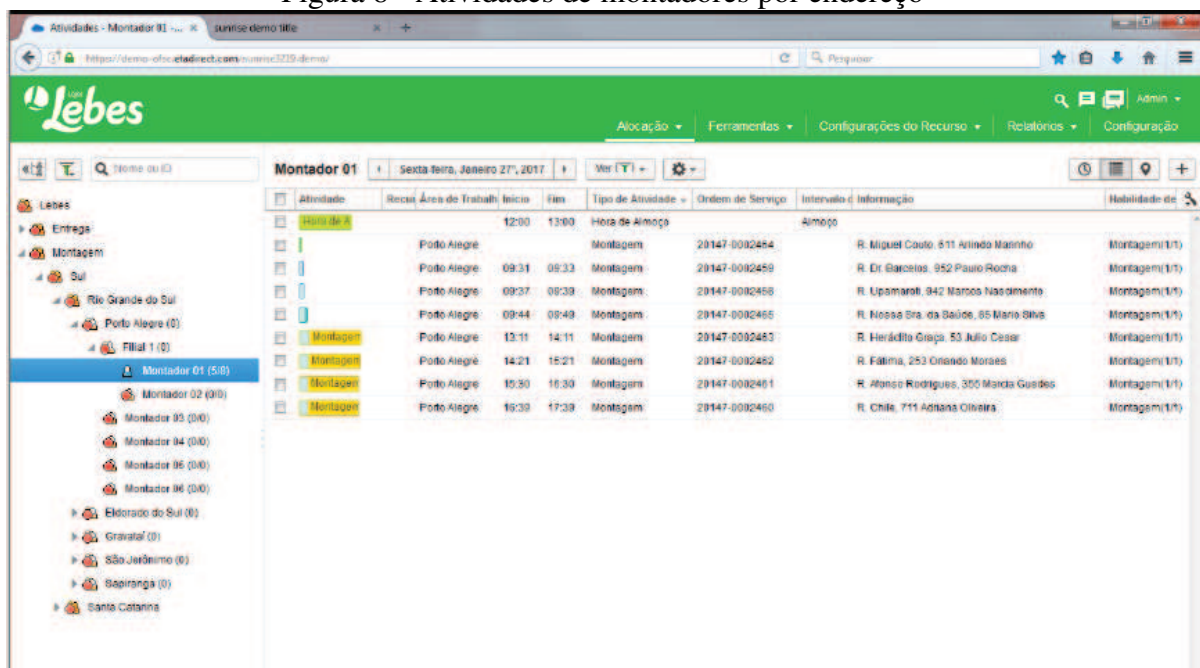 Figura 8 - Atividades de montadores por endereço
Atividades - Montador 01 -... × sunrise demo title × +
https://demo-ofsc.etadirect.com/sunrise3219-demo/
Pesquisar
Lojas
Lebes
Admin
Alocação Ferramentas Configurações do Recurso Relatórios Configuração
Nome ou ID
Montador 01 Sexta-feira, Janeiro 27°, 2017 Ver T
Atividade Recur Área de Trabalh Início Fim Tipo de Atividade Ordem de Serviço Intervalo d Informação Habilidade de
Hora de A 12:00 13:00 Hora de Almoço Almoço
Porto Alegre Montagem 20147-0002464 R. Miguel Couto, 611 Arlindo Marinho Montagem(1/1)
Porto Alegre 09:31 09:33 Montagem 20147-0002459 R. Dr. Barcelos, 952 Paulo Rocha Montagem(1/1)
Porto Alegre 09:37 09:39 Montagem 20147-0002458 R. Upamaroti, 942 Marcos Nascimento Montagem(1/1)
Porto Alegre 09:44 09:49 Montagem 20147-0002465 R. Nossa Sra. da Saúde, 85 Mario Silva Montagem(1/1)
Montagem Porto Alegre 13:11 14:11 Montagem 20147-0002463 R. Heráclito Graça, 53 Julio Cesar Montagem(1/1)
Montagem Porto Alegre 14:21 15:21 Montagem 20147-0002462 R. Fátima, 253 Orlando Moraes Montagem(1/1)
Montagem Porto Alegre 15:30 16:30 Montagem 20147-0002461 R. Afonso Rodrigues, 355 Marcia Guedes Montagem(1/1)
Montagem Porto Alegre 16:39 17:39 Montagem 20147-0002460 R. Chile, 711 Adriana Oliveira Montagem(1/1)
Lebes
Entrega
Montagem
Sul
Rio Grande do Sul
Porto Alegre (0)
Filial 1 (0)
Montador 01 (5/8)
Montador 02 (0/0)
Montador 03 (0/0)
Montador 04 (0/0)
Montador 05 (0/0)
Montador 06 (0/0)
Eldorado do Sul (0)
Gravataí (0)
São Jerônimo (0)
Sapiranga (0)
Santa Catarina